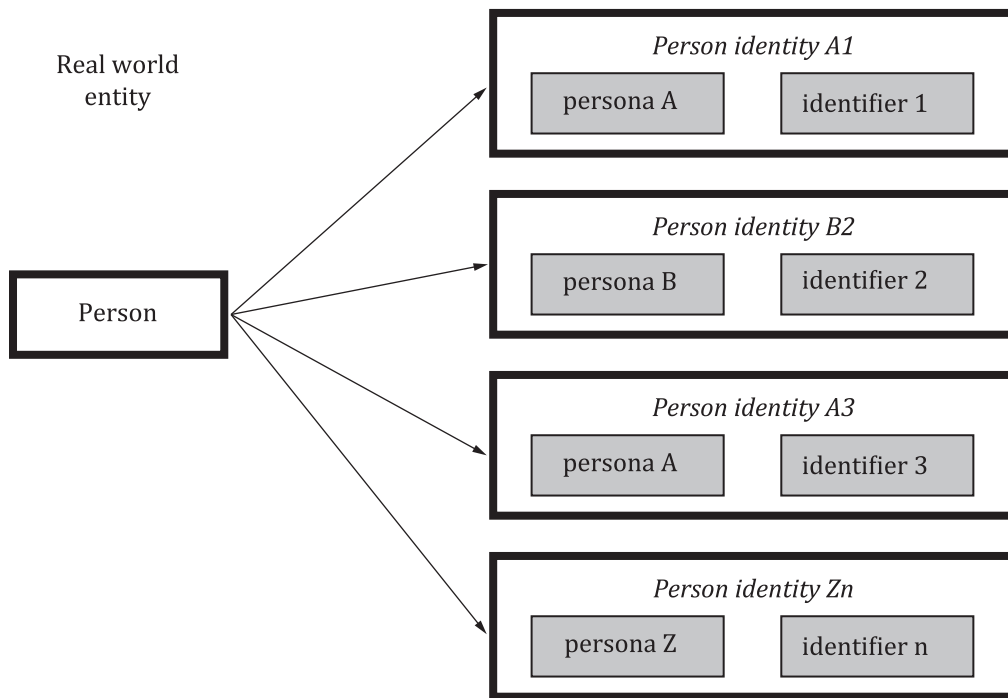 Real world
entity
Person
Person identity A1
persona A
identifier 1
Person identity B2
persona B
identifier 2
Person identity A3
persona A
identifier 3
Person identity Zn
persona Z
identifier n